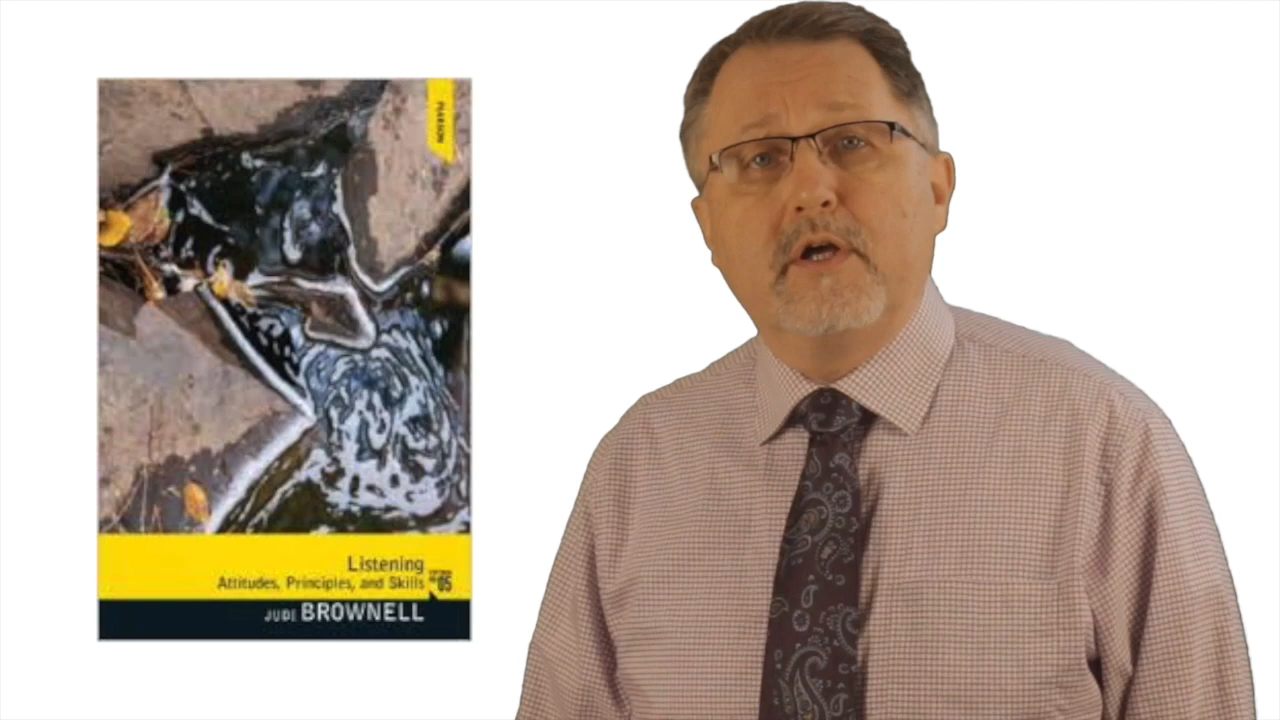 PEARSON
Listening
Attitudes, Principles, and Skills
05
JUDI BROWNELL